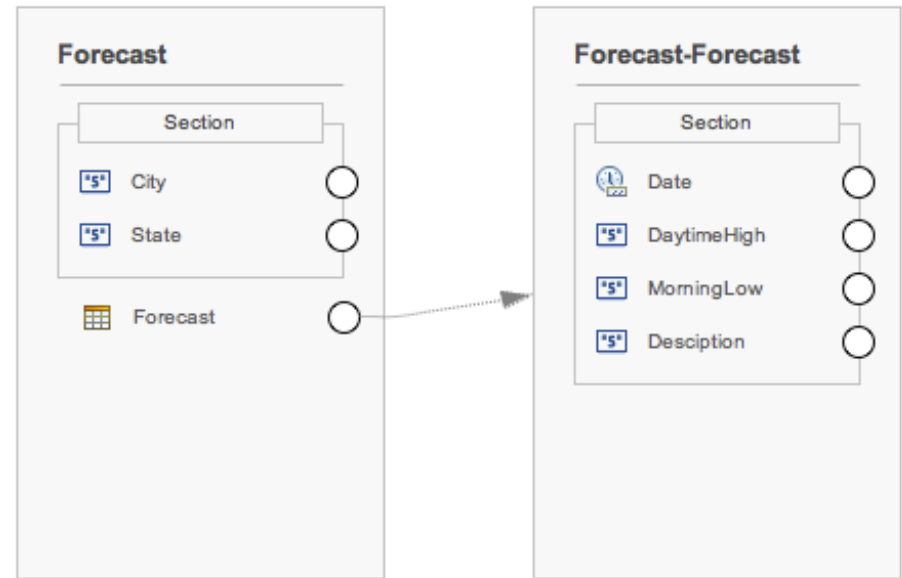 Forecast
Section
"S" City
"S" State
Forecast
Forecast-Forecast
Section
Date
"S" DaytimeHigh
"S" MorningLow
"S" Desciption